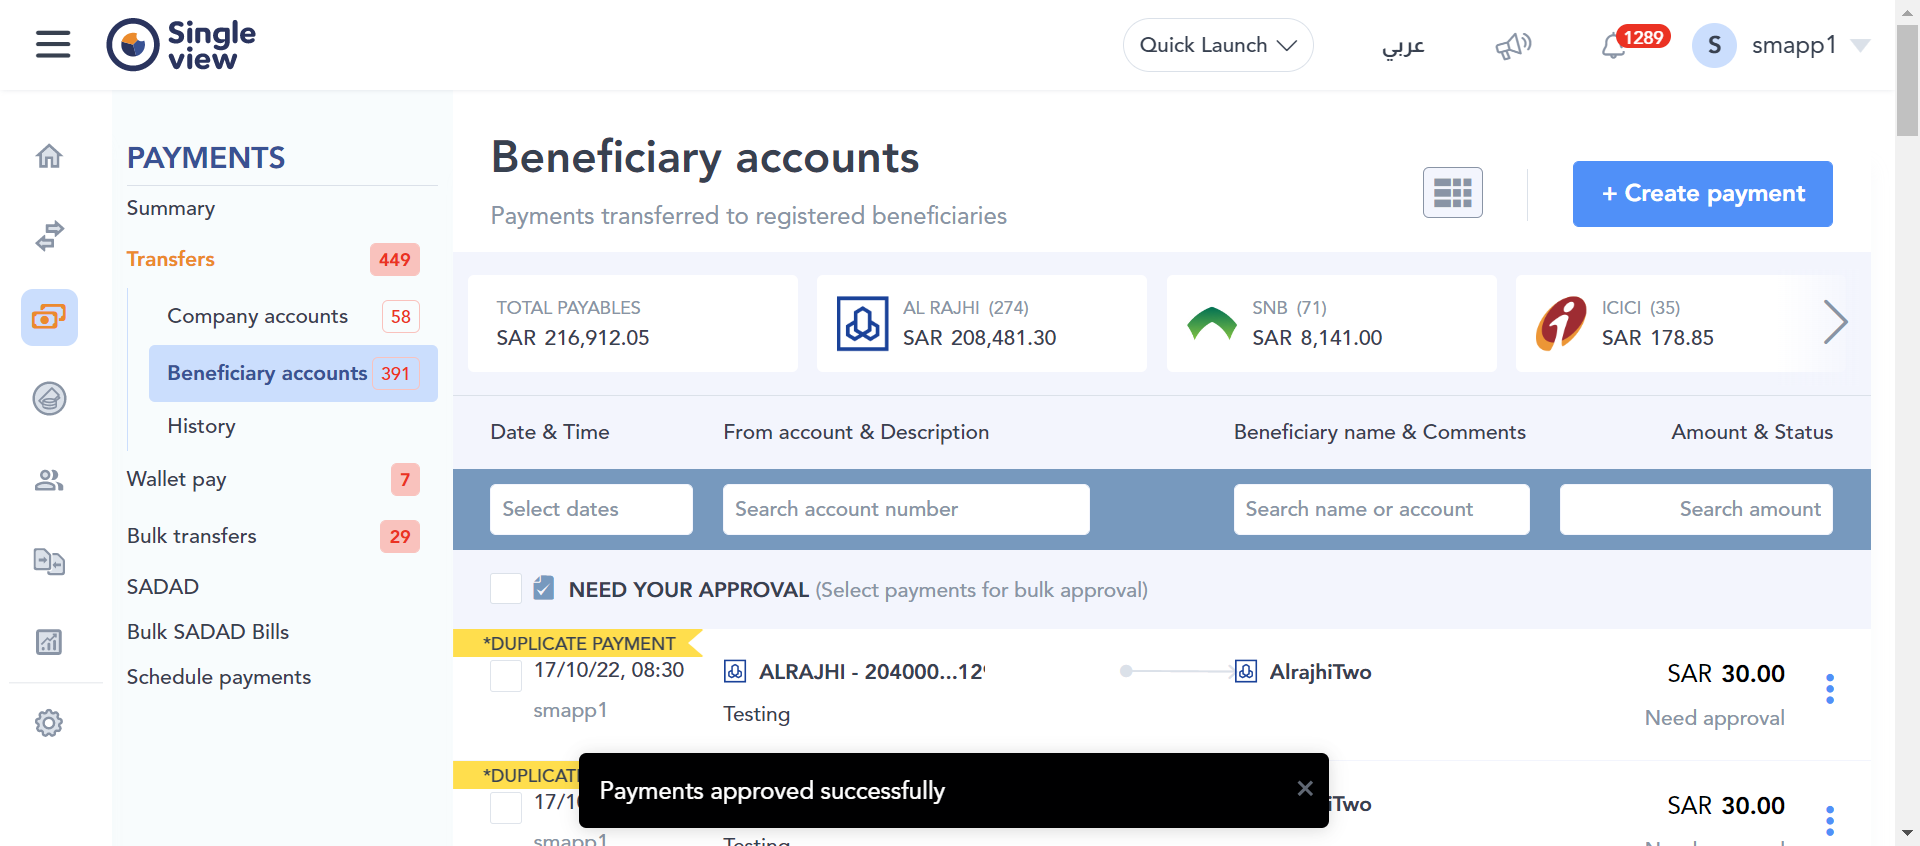 Single
view
Quick Launch
عربي
1289
S
smapp1
PAYMENTS
Summary
Transfers 449
Company accounts 58
Beneficiary accounts 391
History
Wallet pay 7
Bulk transfers 29
SADAD
Bulk SADAD Bills
Schedule payments
Beneficiary accounts
Payments transferred to registered beneficiaries
+ Create payment
TOTAL PAYABLES
SAR 216,912.05
AL RAJHI (274)
SAR 208,481.30
SNB (71)
SAR 8,141.00
ICICI (35)
SAR 178.85
Date & Time From account & Description Beneficiary name & Comments Amount & Status
Select dates Search account number Search name or account Search amount
NEED YOUR APPROVAL (Select payments for bulk approval)
*DUPLICATE PAYMENT
17/10/22, 08:30 ALRAJHI - 204000...12 AlrajhiTwo SAR 30.00
smapp1 Testing Need approval
*DUPLICATE
17/1 iTwo SAR 30.00
smapp1 Testing
Payments approved successfully